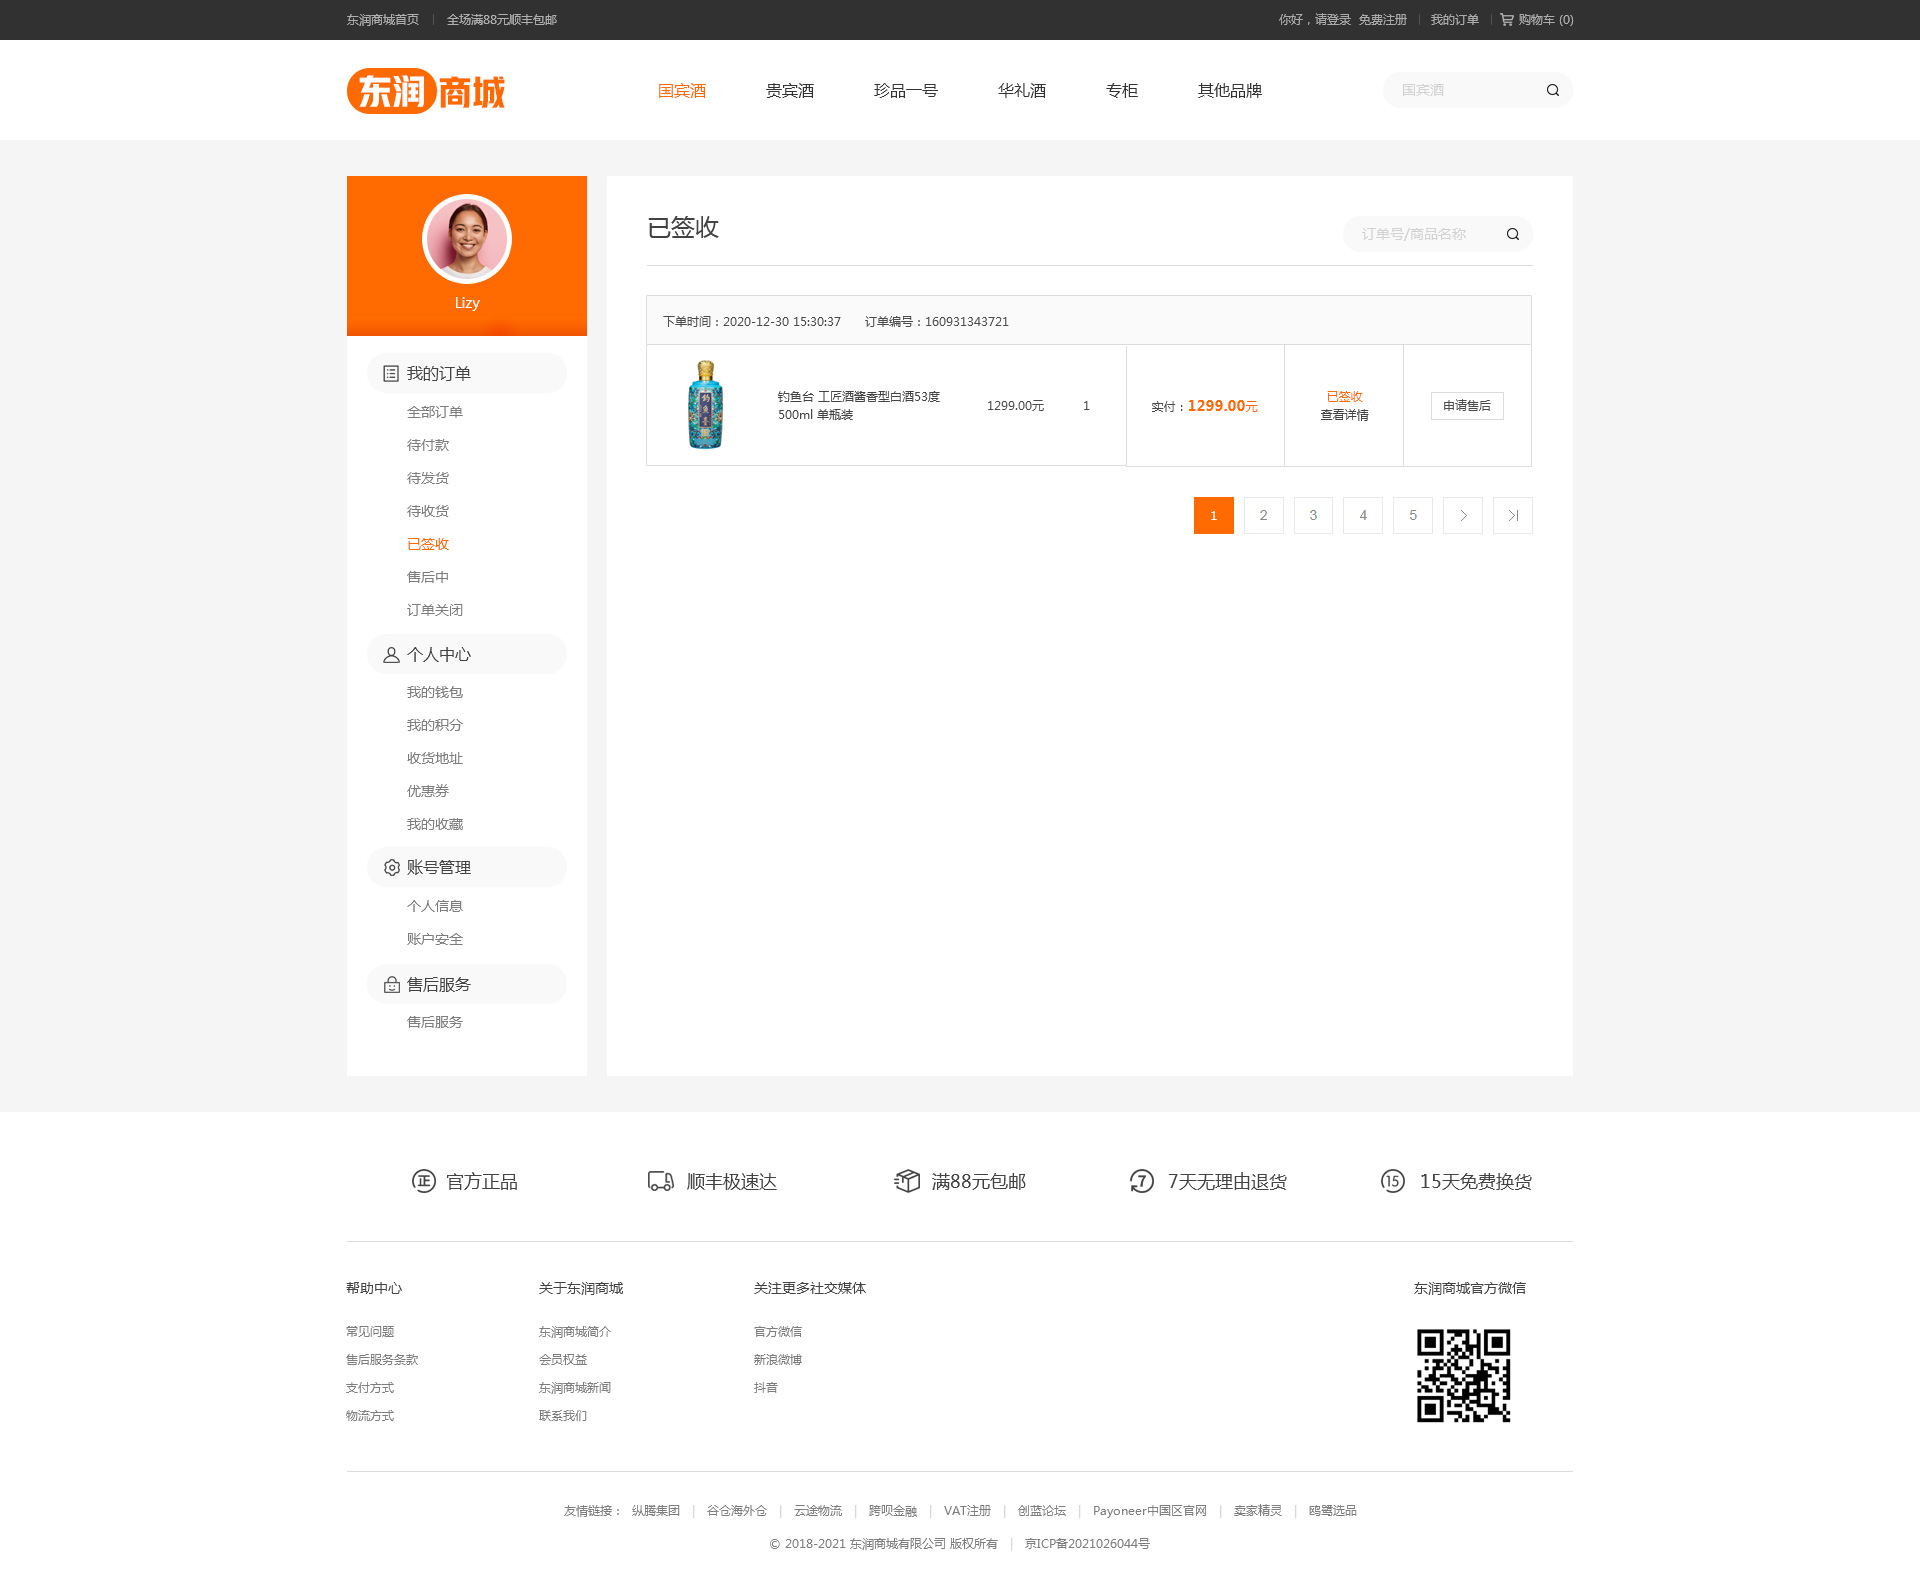 东润商城首页 | 全场满88元顺丰包邮
你好，请登录 免费注册 | 我的订单 | 购物车 (0)
东润商城
国宾酒 贵宾酒 珍品一号 华礼酒 专柜 其他品牌
国宾酒
Lizy
我的订单
全部订单
待付款
待发货
待收货
已签收
售后中
订单关闭
个人中心
我的钱包
我的积分
收货地址
优惠券
我的收藏
账号管理
个人信息
账户安全
售后服务
售后服务
已签收
订单号/商品名称
下单时间：2020-12-30 15:30:37 订单编号：160931343721
钓鱼台
钓鱼台 工匠酒酱香型白酒53度
500ml 单瓶装
1299.00元
1
实付：1299.00元
已签收
查看详情
申请售后
1 2 3 4 5
正 官方正品
顺丰极速达
满88元包邮
7 7天无理由退货
15 15天免费换货
帮助中心
常见问题
售后服务条款
支付方式
物流方式
关于东润商城
东润商城简介
会员权益
东润商城新闻
联系我们
关注更多社交媒体
官方微信
新浪微博
抖音
东润商城官方微信
友情链接： 纵腾集团 | 谷仓海外仓 | 云途物流 | 跨呗金融 | VAT注册 | 创蓝论坛 | Payoneer中国区官网 | 卖家精灵 | 鸥鹭选品
© 2018-2021 东润商城有限公司 版权所有 | 京ICP备2021026044号